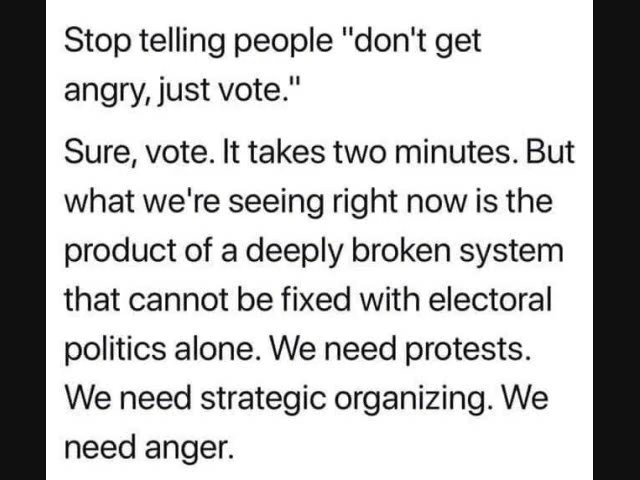 Stop telling people "don't get
angry, just vote."
Sure, vote. It takes two minutes. But
what we're seeing right now is the
product of a deeply broken system
that cannot be fixed with electoral
politics alone. We need protests.
We need strategic organizing. We
need anger.